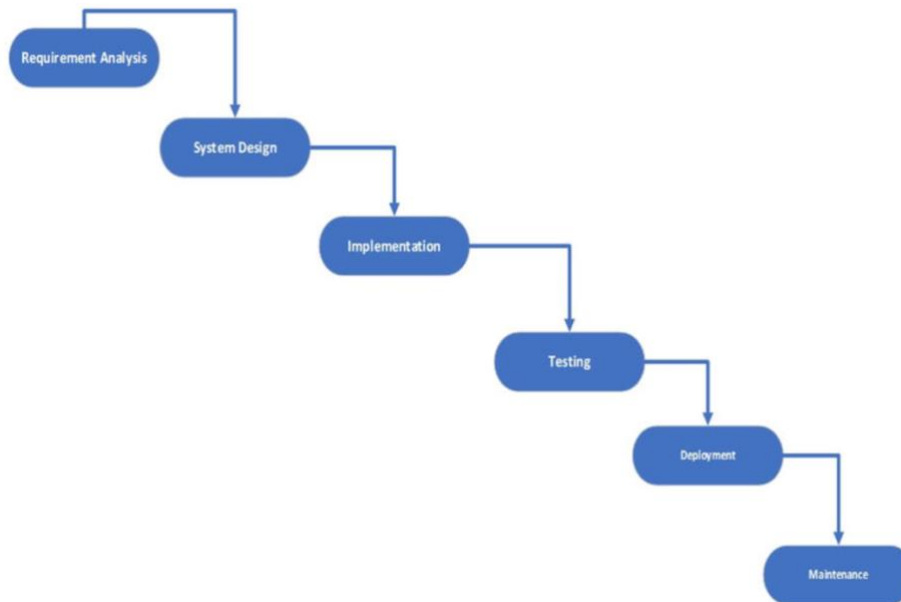 Requirement Analysis
System Design
Implementation
Testing
Deployment
Maintenance